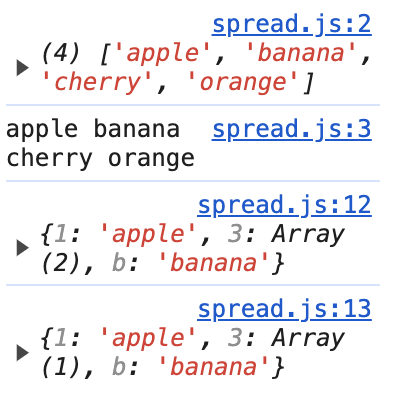 spread.js:2
(4) ['apple', 'banana',
'cherry', 'orange']
apple banana spread.js:3
cherry orange
spread.js:12
{1: 'apple', 3: Array
(2), b: 'banana'}
spread.js:13
{1: 'apple', 3: Array
(1), b: 'banana'}